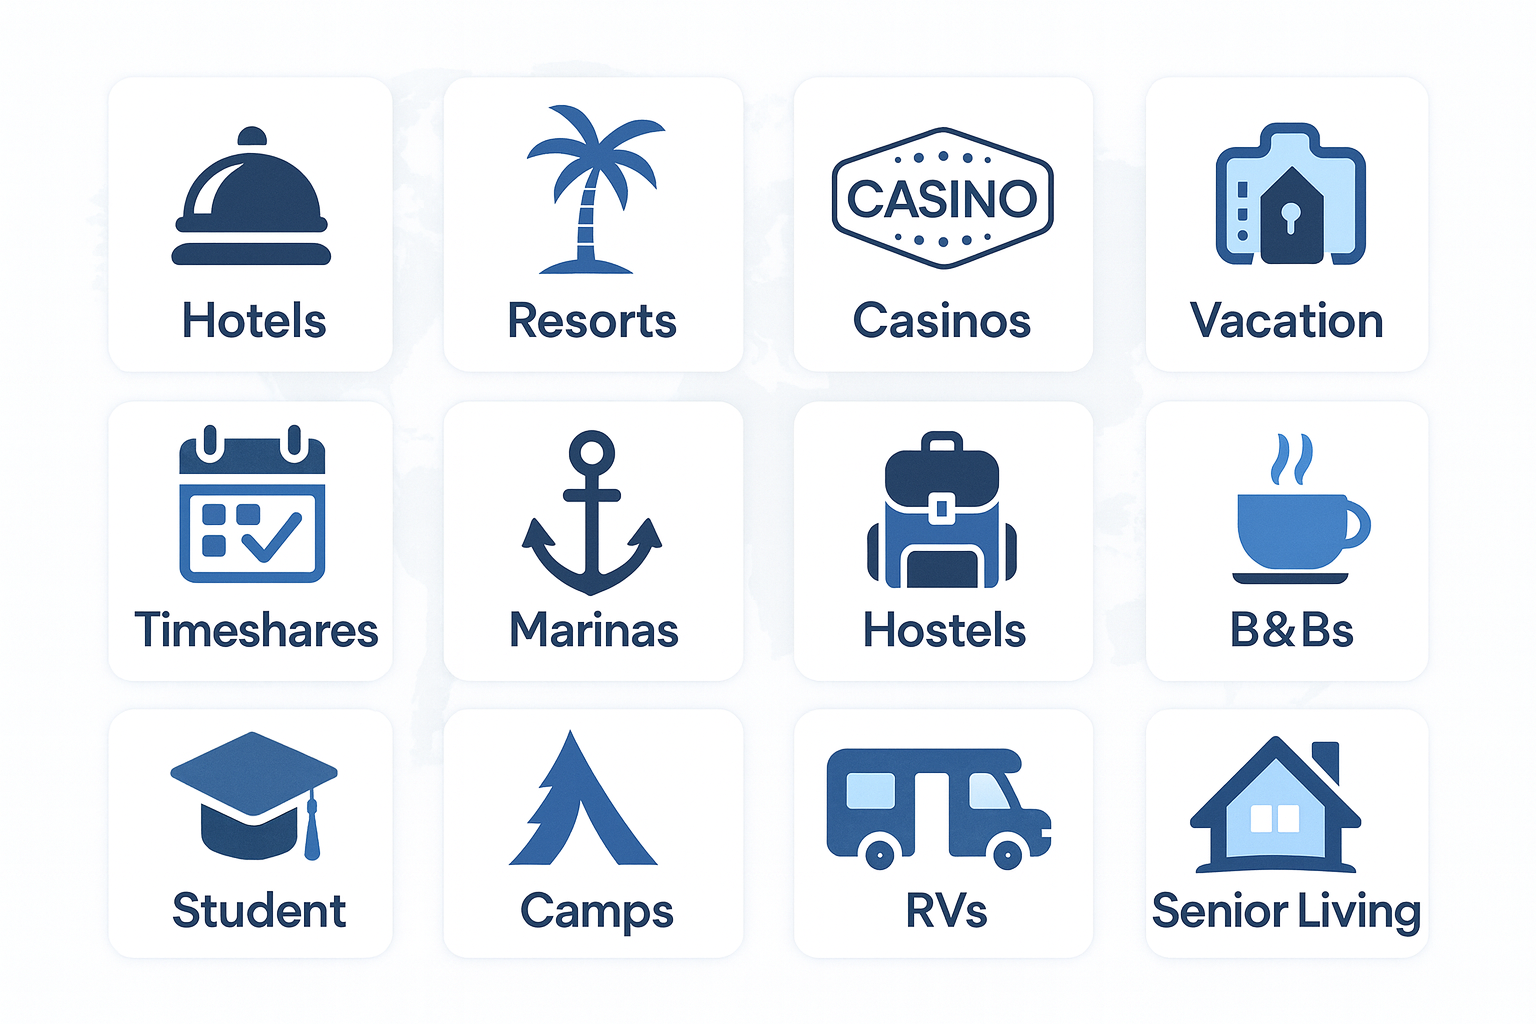 Hotels
Resorts
CASINO
Casinos
Vacation
Timeshares
Marinas
Hostels
B&Bs
Student
Camps
RVs
Senior Living